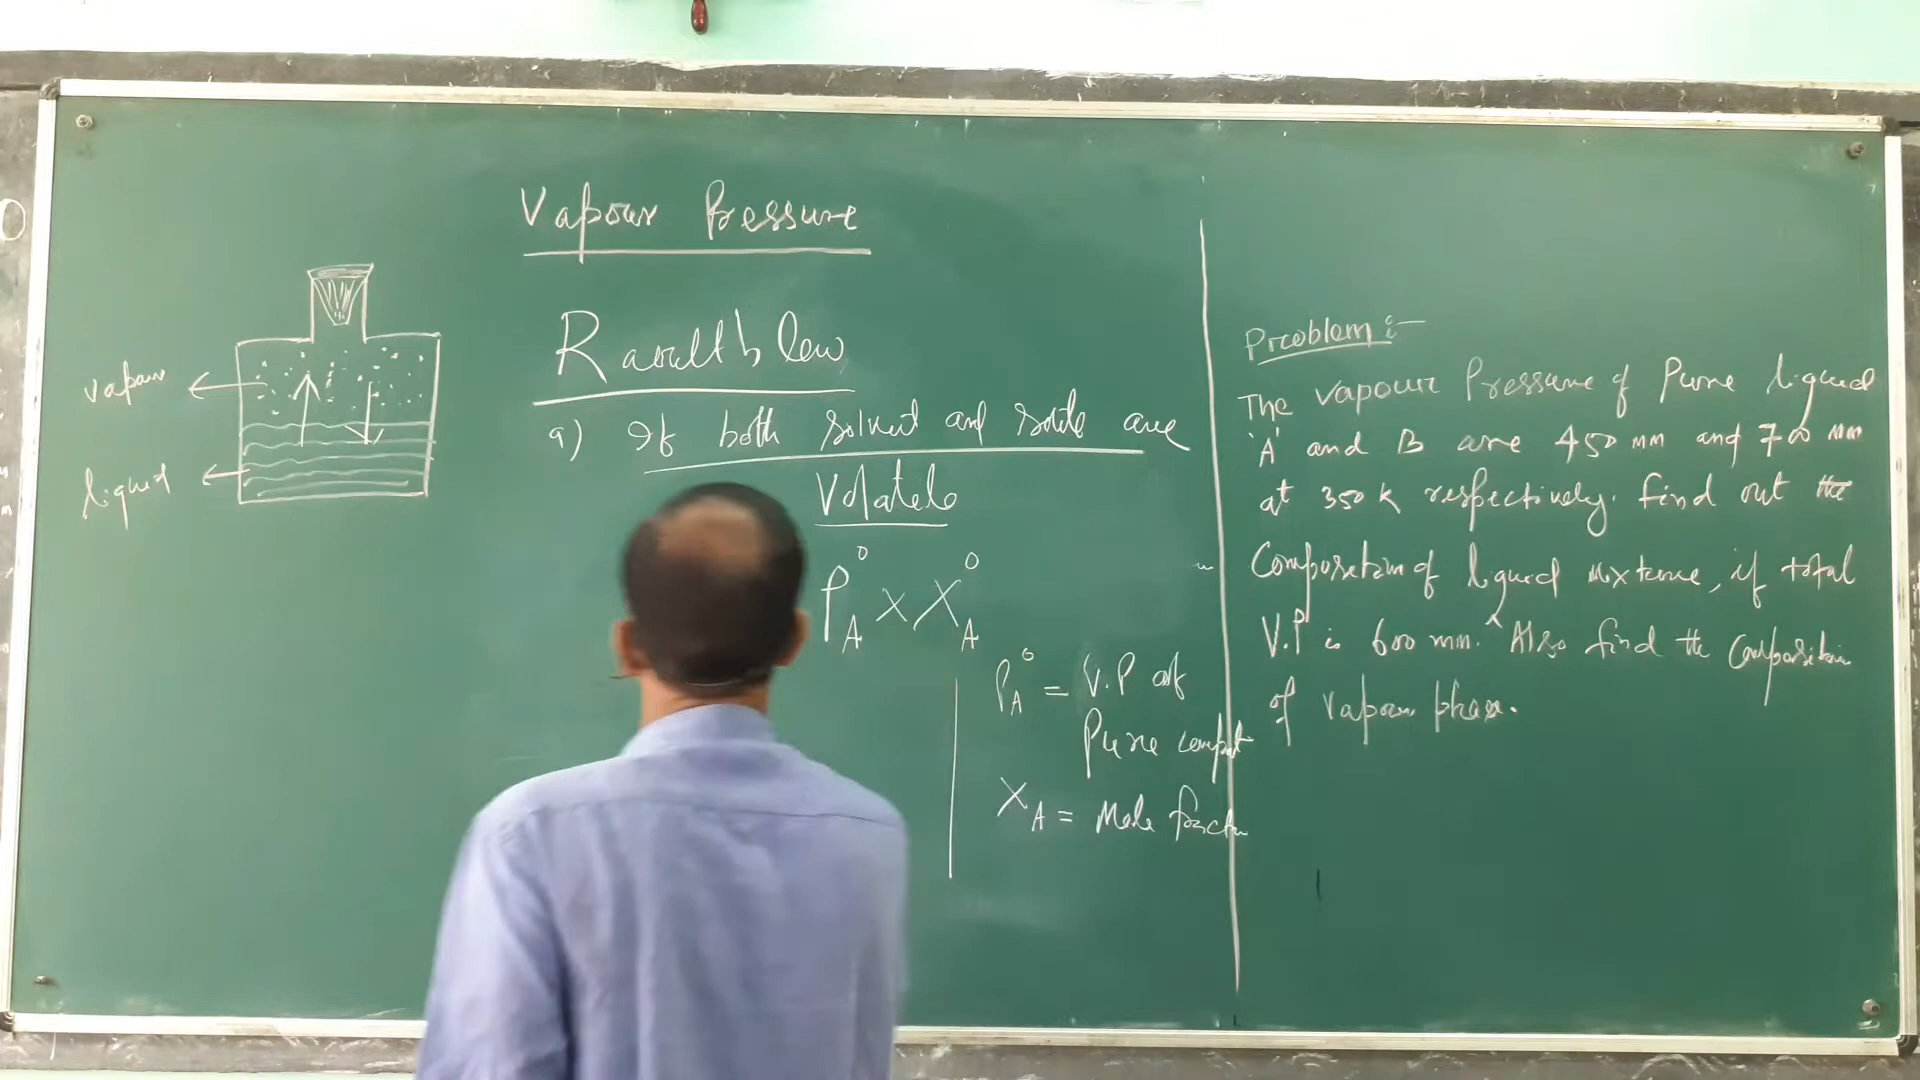 Vapour Pressure
Raoult's law
a) If both solvent and solute are
Volatele
P°A × X°A
P°A = V.P of
Pure compt
XA = Mole
vapour
liquid
Problem :-
The vapour Pressure of Pure liquid
'A' and B are 450 mm and 700 mm
at 350 K respectively. Find out the
Composition of liquid mixture, if total
V.P is 600 mm. Also find the Composition
of vapour phase.